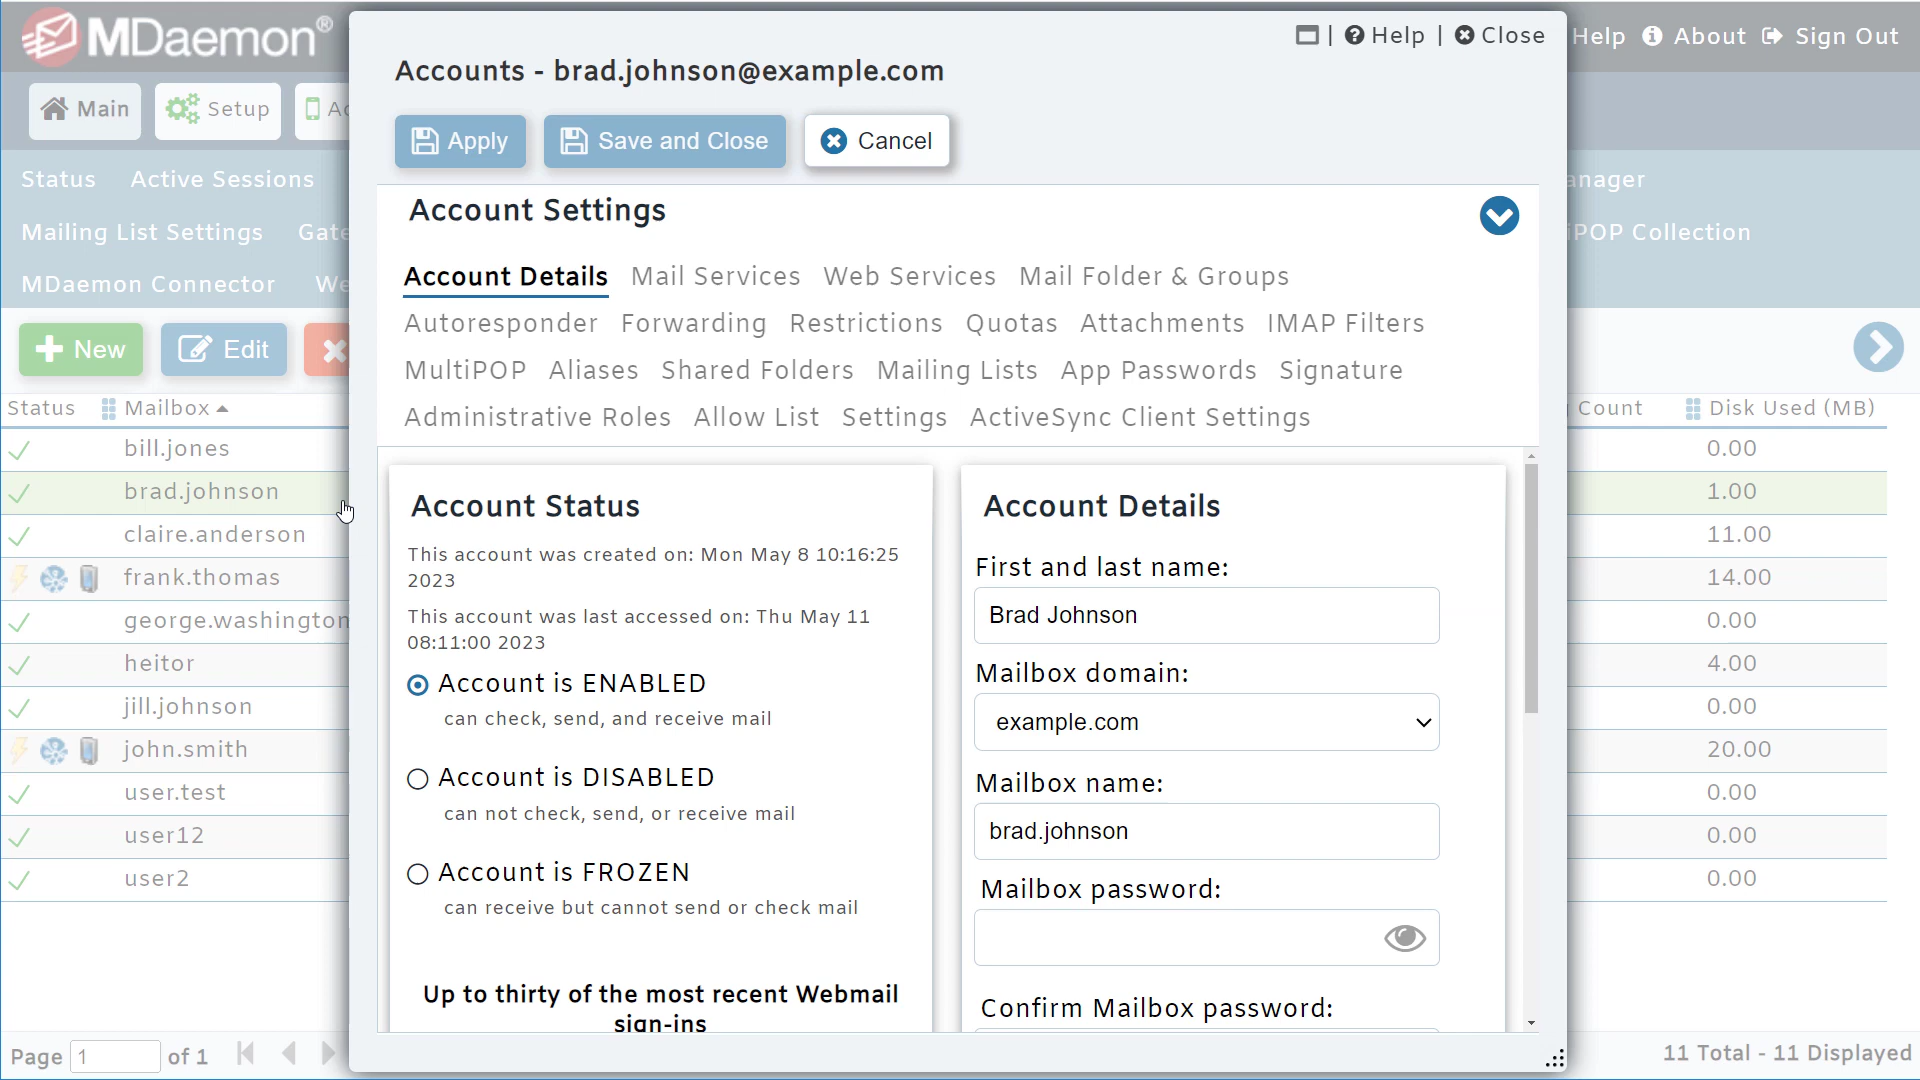 MDaemon®
Help | Close
Help About Sign Out
Accounts - brad.johnson@example.com
Main Setup
Apply Save and Close Cancel
Status Active Sessions
Account Settings
Mailing List Settings
POP Collection
Account Details Mail Services Web Services Mail Folder & Groups
MDaemon Connector
Autoresponder Forwarding Restrictions Quotas Attachments IMAP Filters
New Edit
MultiPOP Aliases Shared Folders Mailing Lists App Passwords Signature
Status Mailbox
Count Disk Used (MB)
Administrative Roles Allow List Settings ActiveSync Client Settings
bill.jones 0.00
brad.johnson 1.00
claire.anderson 11.00
frank.thomas 14.00
george.washington 0.00
heitor 4.00
jill.johnson 0.00
john.smith 20.00
user.test 0.00
user12 0.00
user2 0.00
Account Status
This account was created on: Mon May 8 10:16:25
2023
This account was last accessed on: Thu May 11
08:11:00 2023
Account is ENABLED
can check, send, and receive mail
Account is DISABLED
can not check, send, or receive mail
Account is FROZEN
can receive but cannot send or check mail
Up to thirty of the most recent Webmail
sign-ins
Account Details
First and last name:
Brad Johnson
Mailbox domain:
example.com
Mailbox name:
brad.johnson
Mailbox password:
Confirm Mailbox password:
Page 1 of 1
11 Total - 11 Displayed